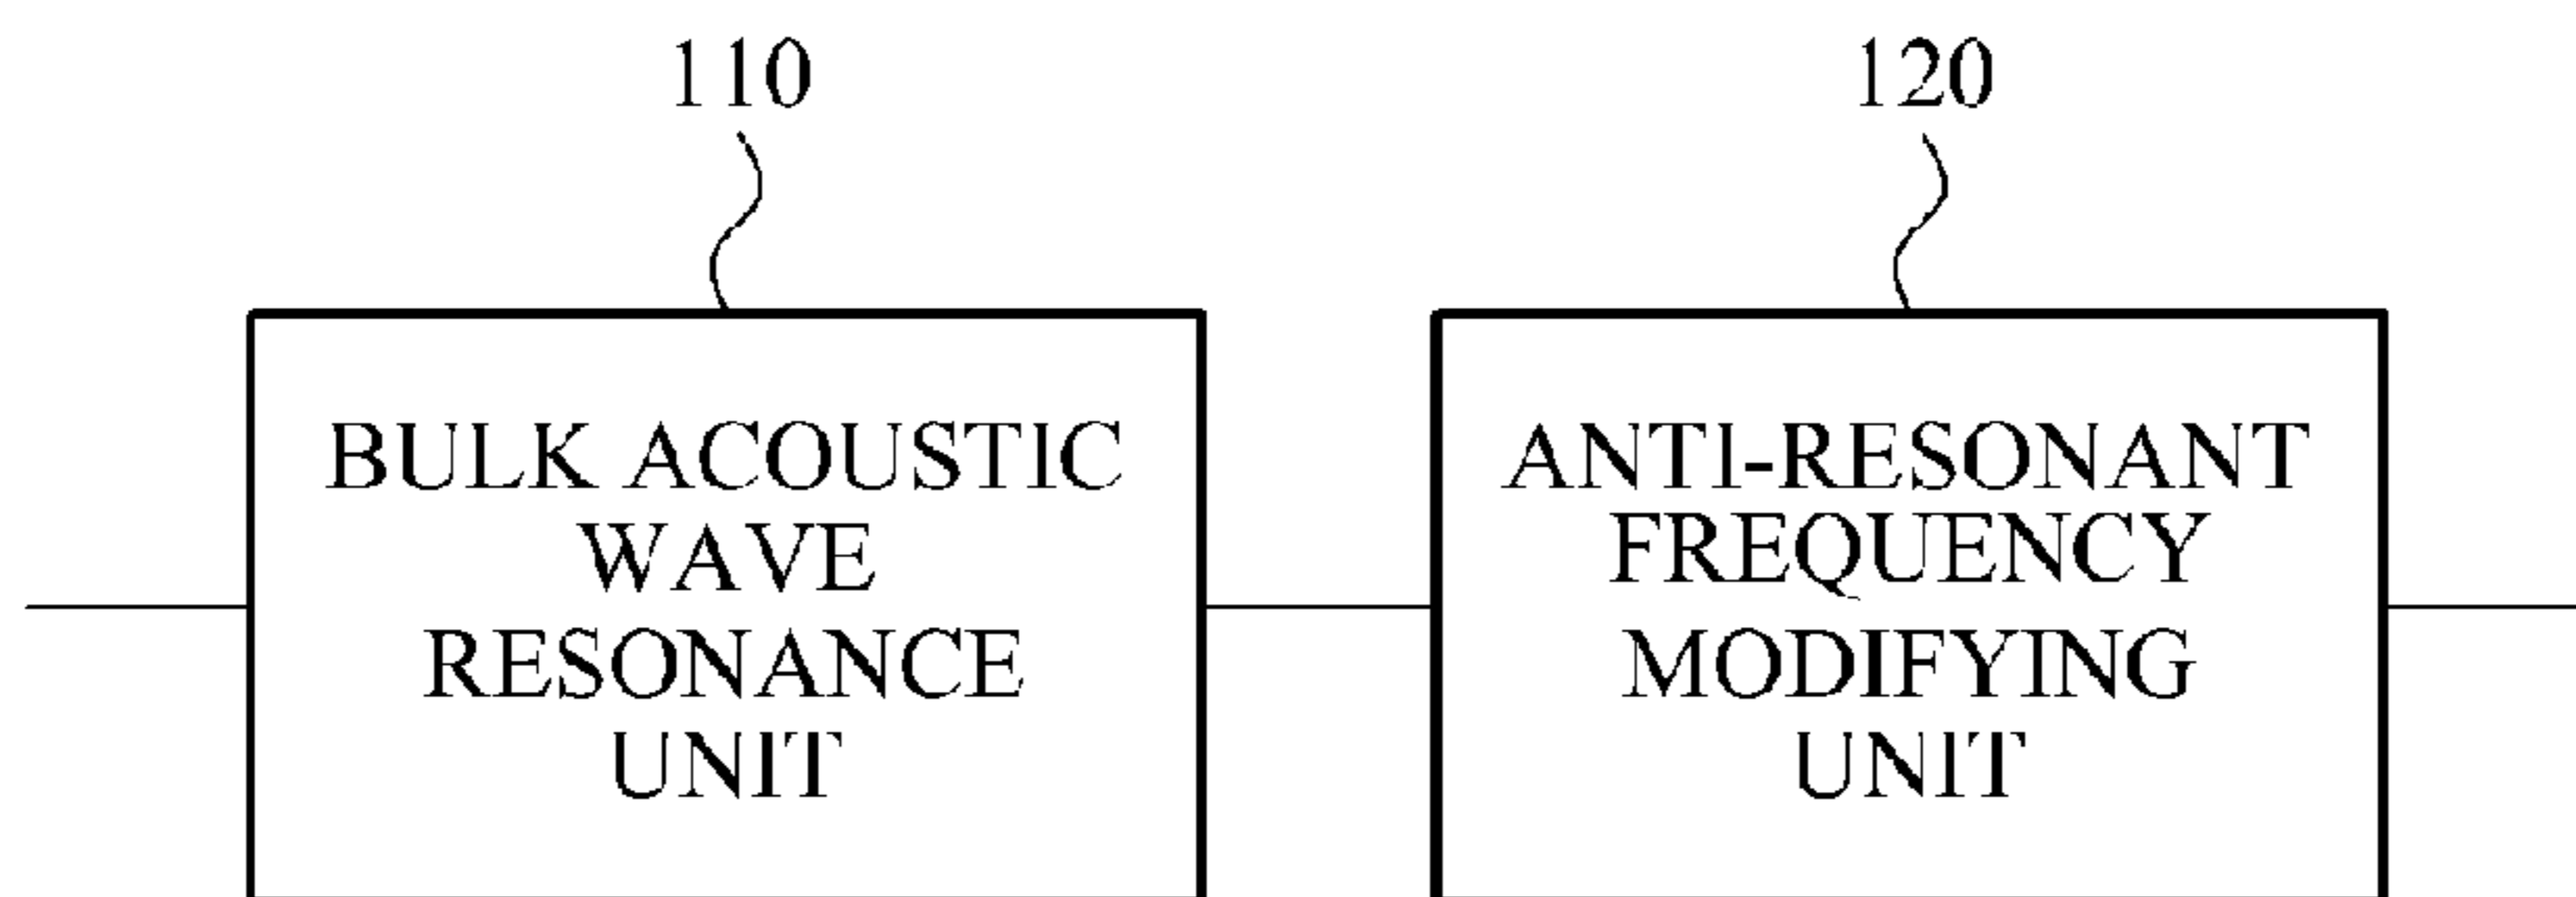 110
120
BULK ACOUSTIC
WAVE
RESONANCE
UNIT
ANTI-RESONANT
FREQUENCY
MODIFYING
UNIT